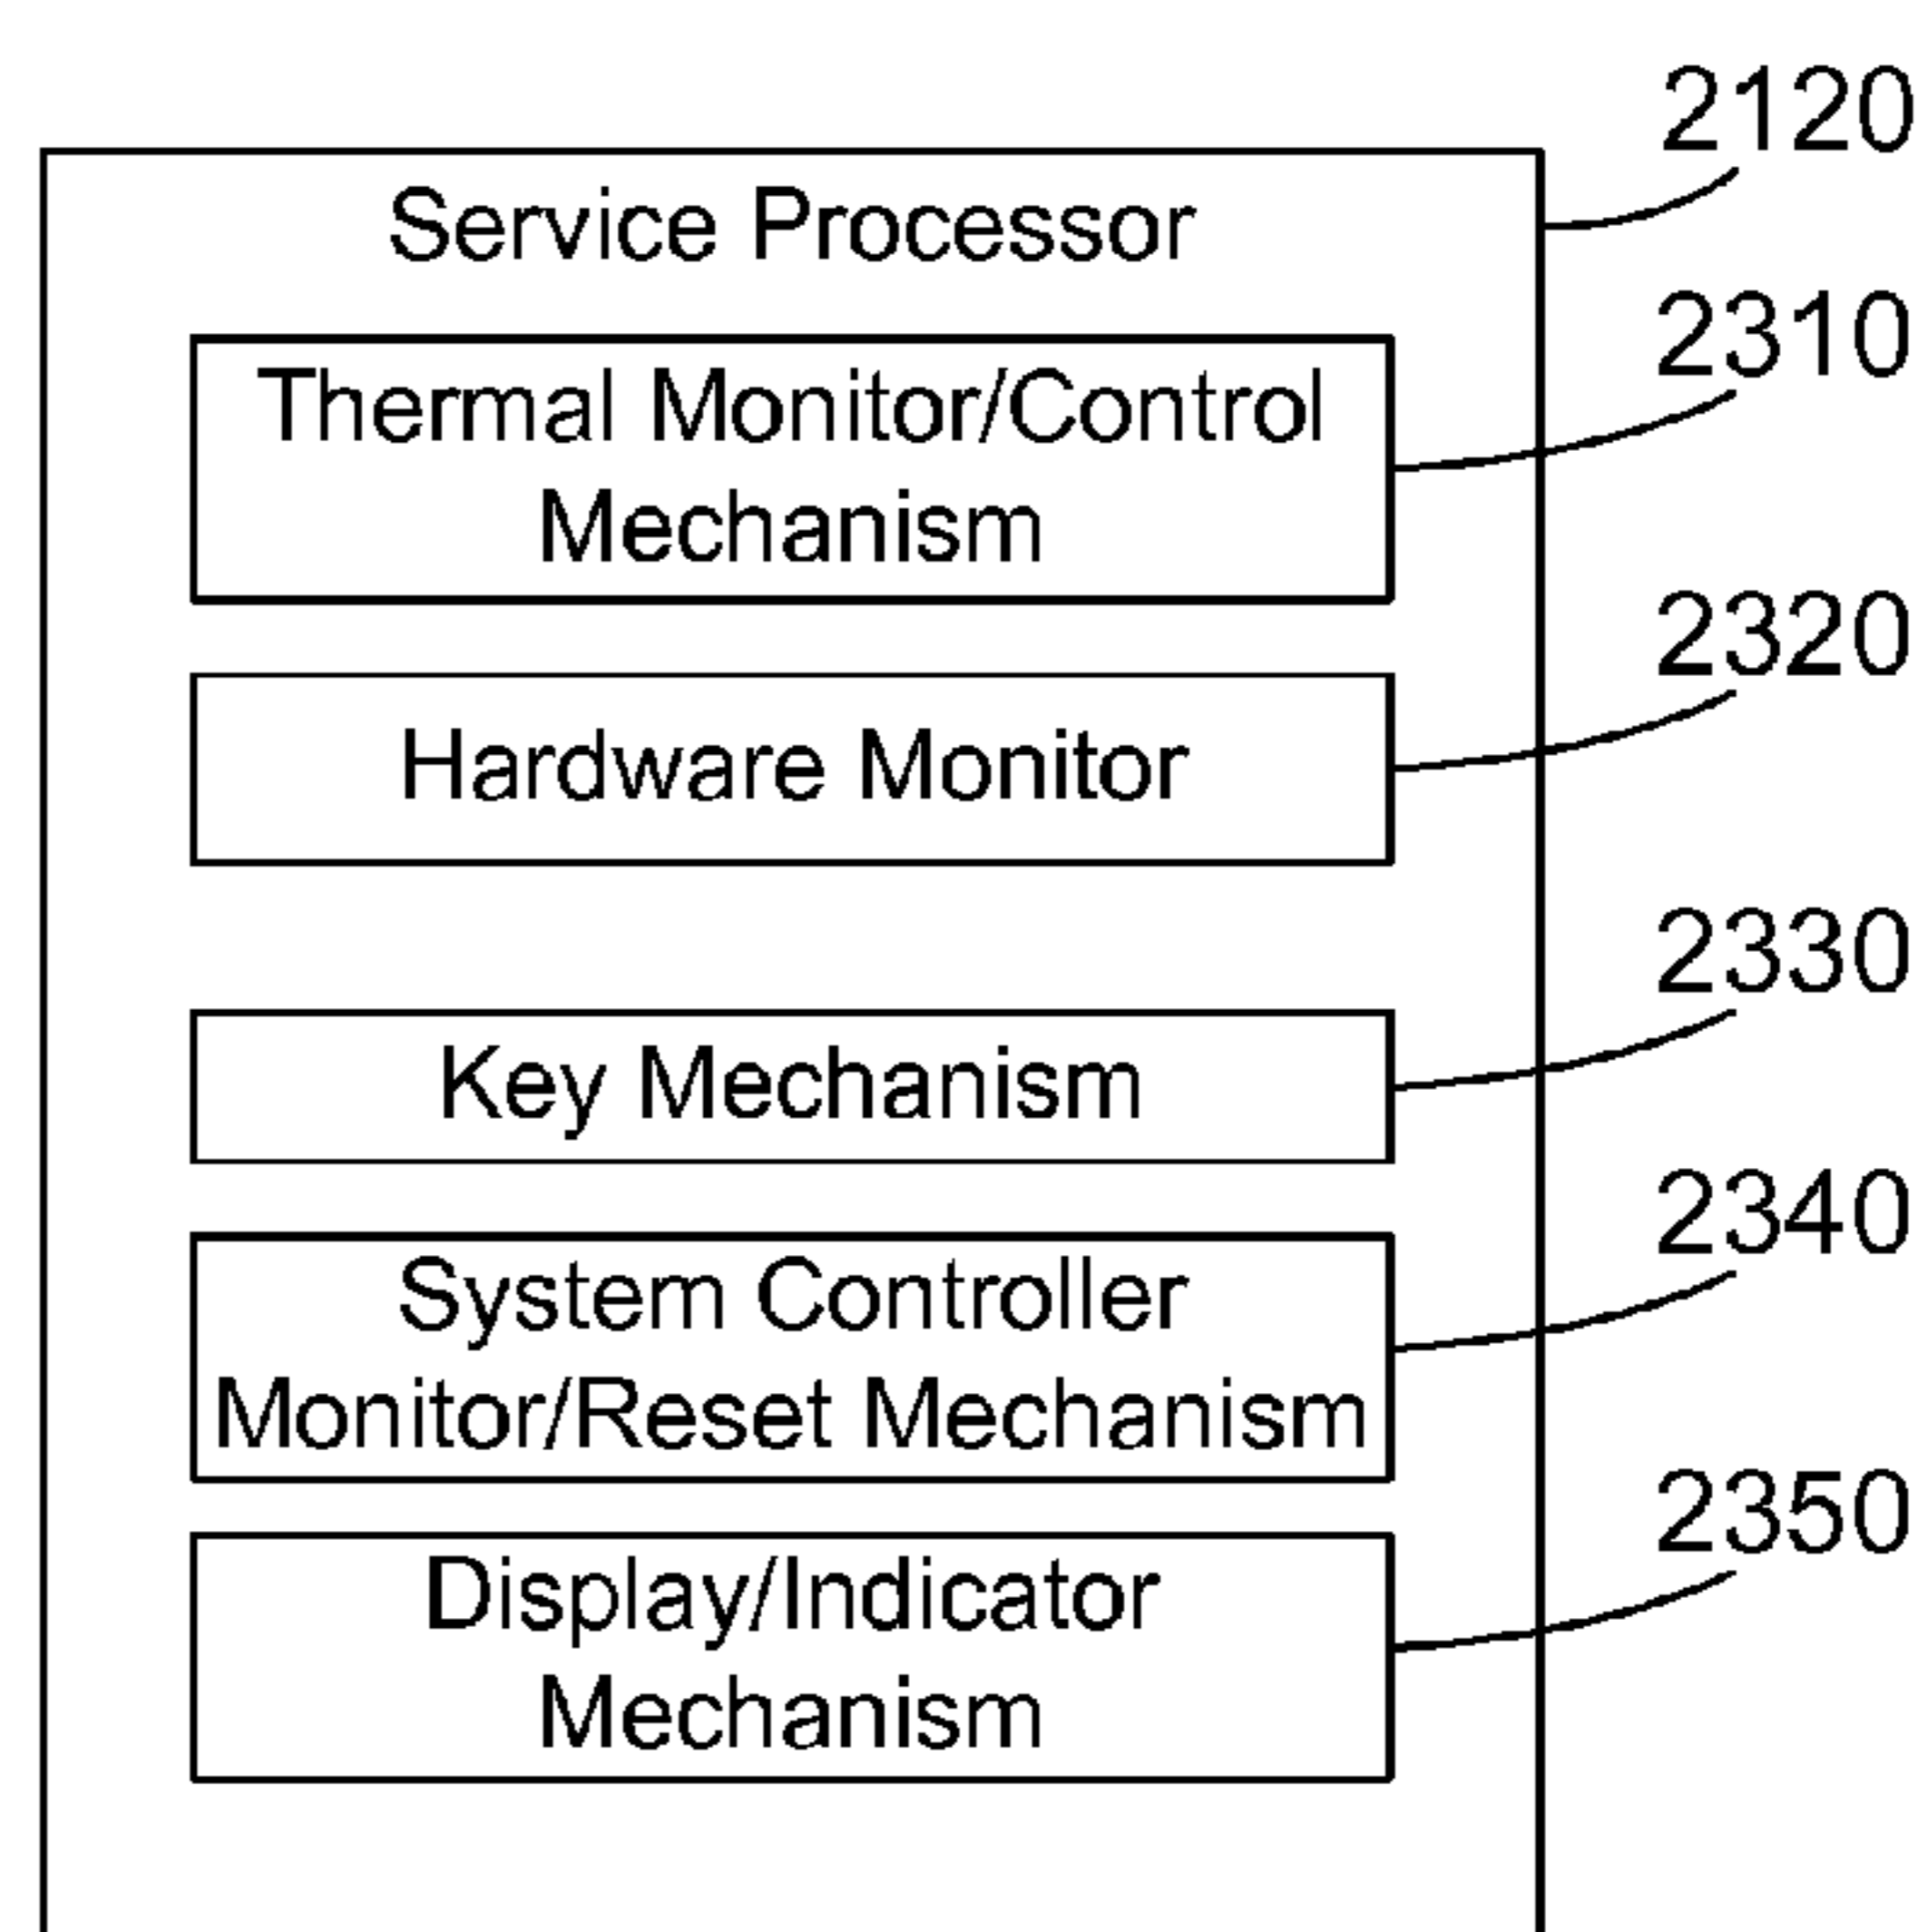 2120
Service Processor
2310
Thermal Monitor/Control
Mechanism
2320
Hardware Monitor
2330
Key Mechanism
2340
System Controller
Monitor/Reset Mechanism
2350
Display/Indicator
Mechanism